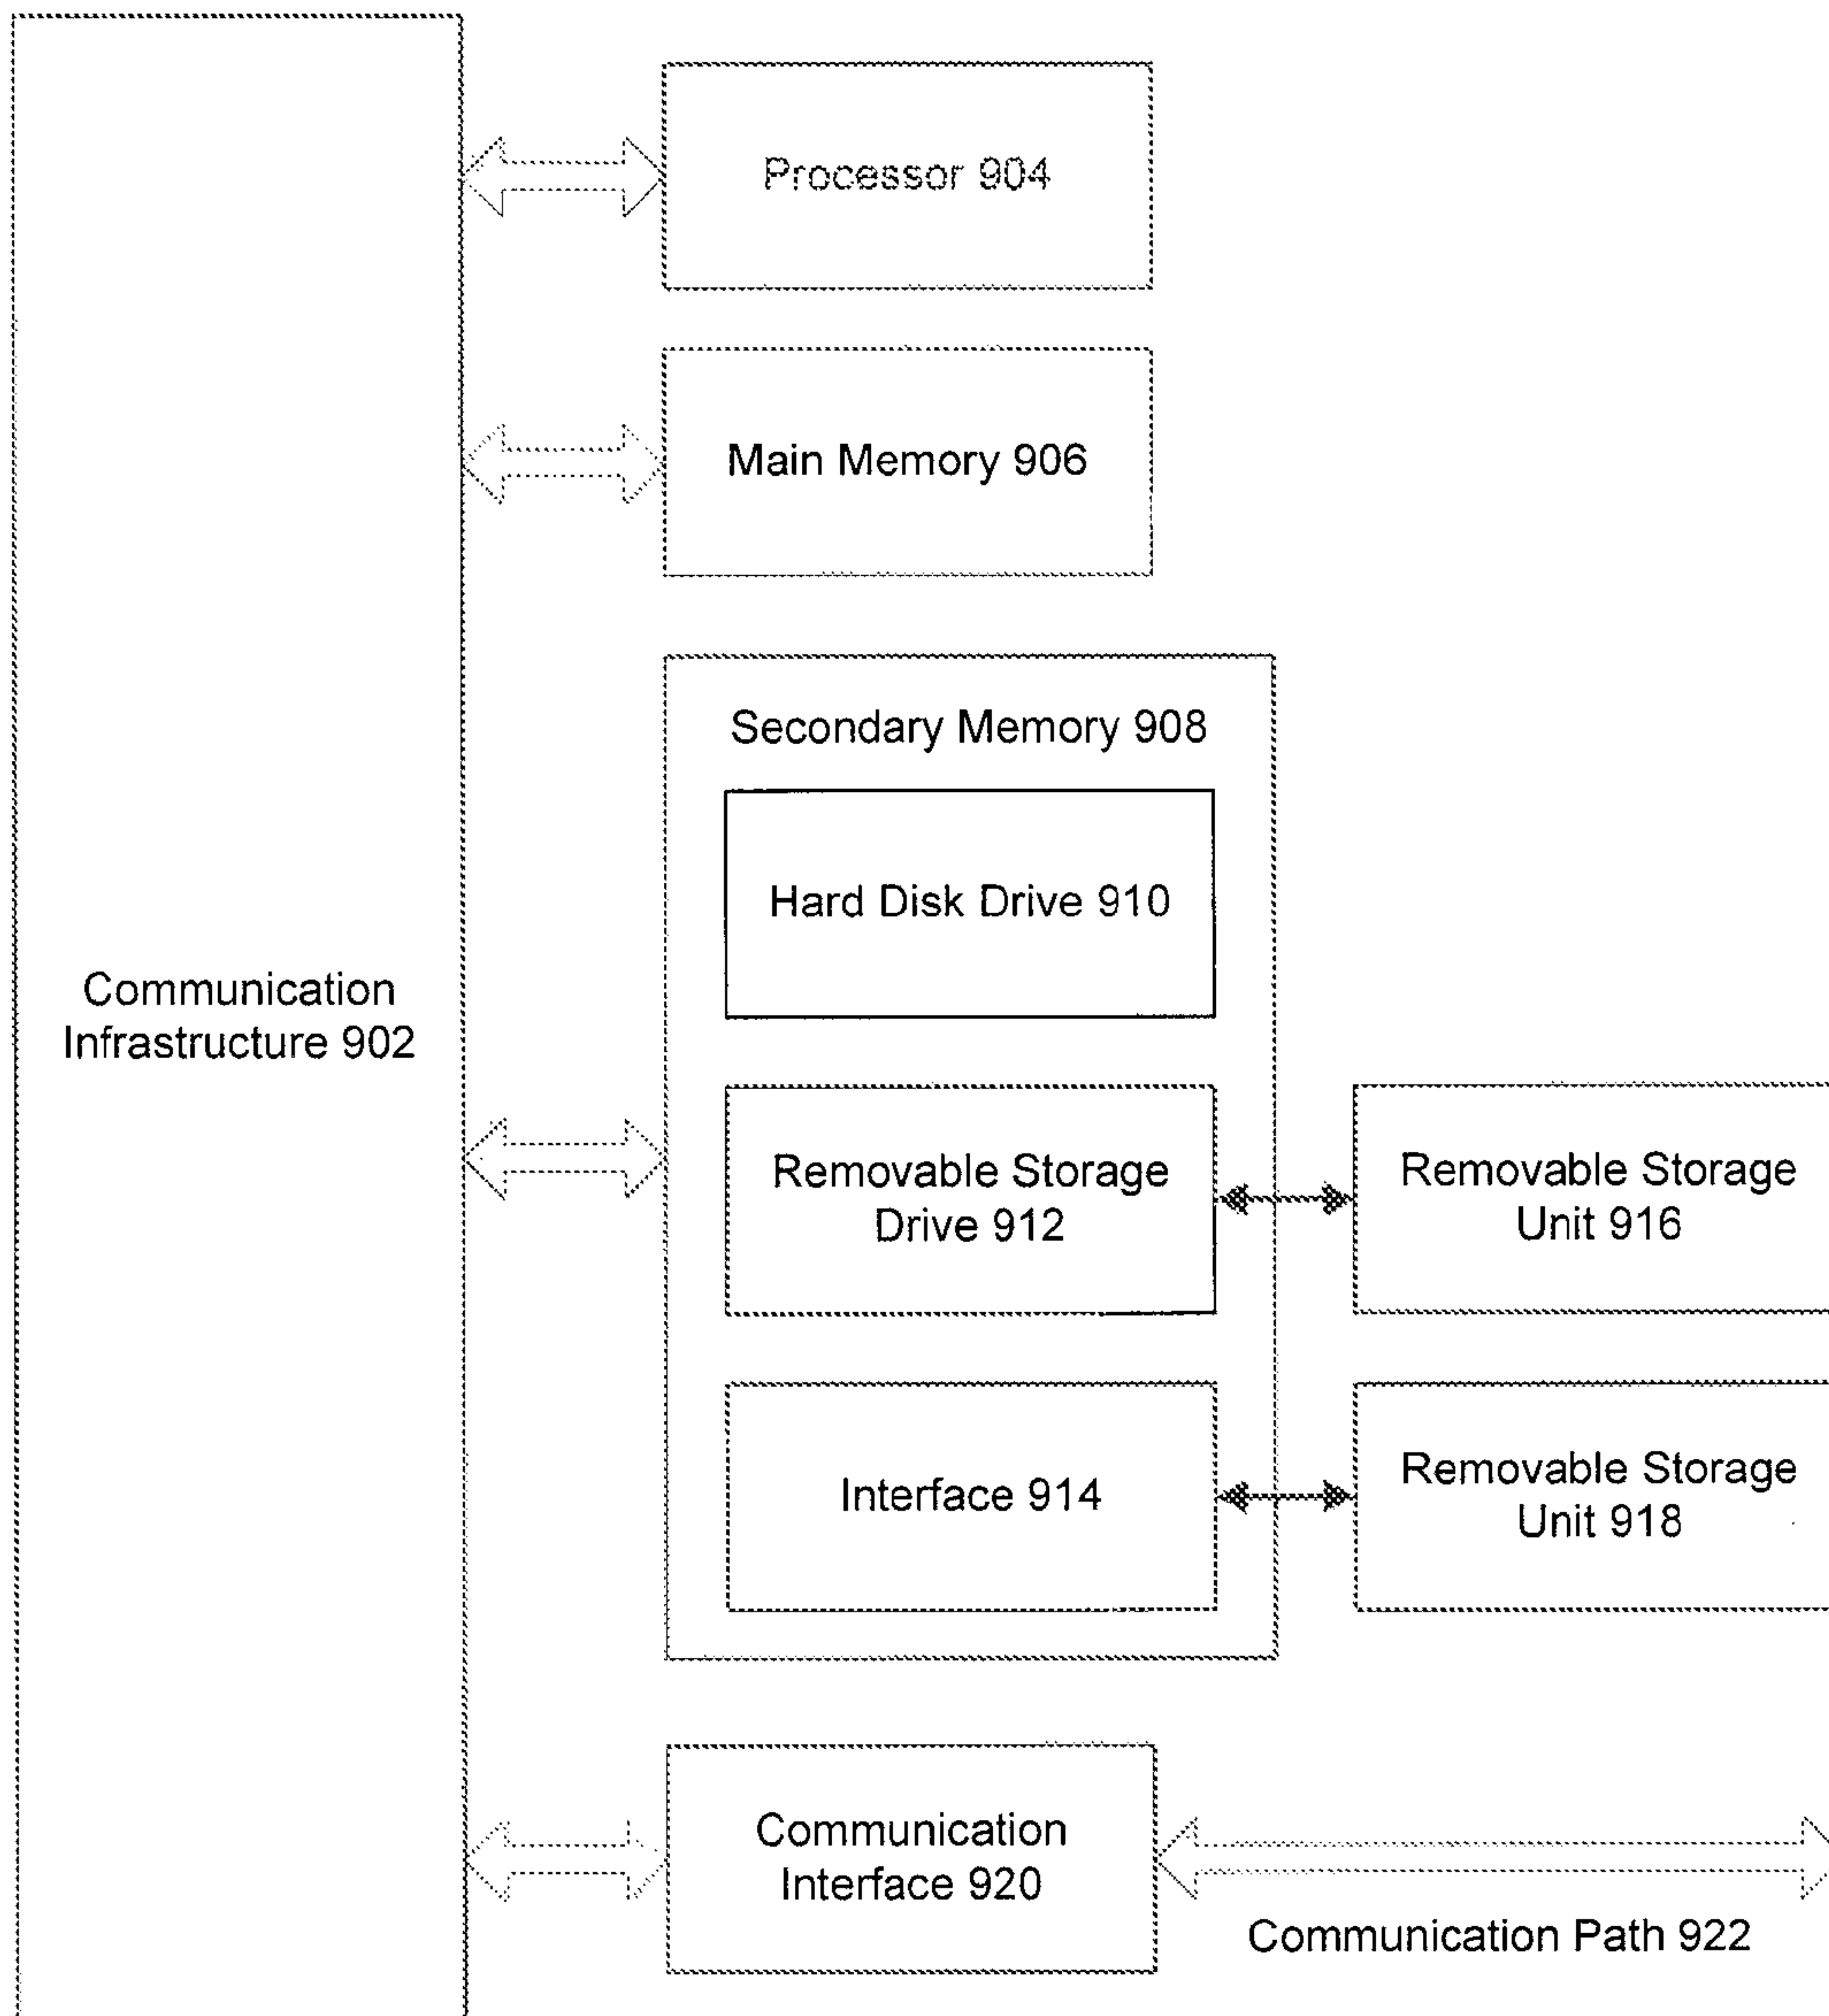 Processor 904
Main Memory 906
Secondary Memory 908
Hard Disk Drive 910
Communication
Infrastructure 902
Removable Storage
Drive 912
Removable Storage
Unit 916
Interface 914
Removable Storage
Unit 918
Communication
Interface 920
Communication Path 922